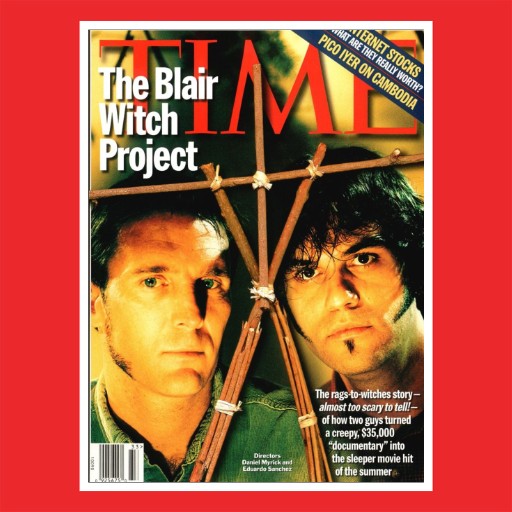 TIME
INTERNET STOCKS
WHAT ARE THEY REALLY WORTH?
PICO IYER ON CAMBODIA
The Blair
Witch
Project
The rags-to-witches story—
almost too scary to tell!—
of how two guys turned
a creepy, $35,000
"documentary" into
the sleeper movie hit
of the summer
Directors
Daniel Myrick and
Eduardo Sanchez